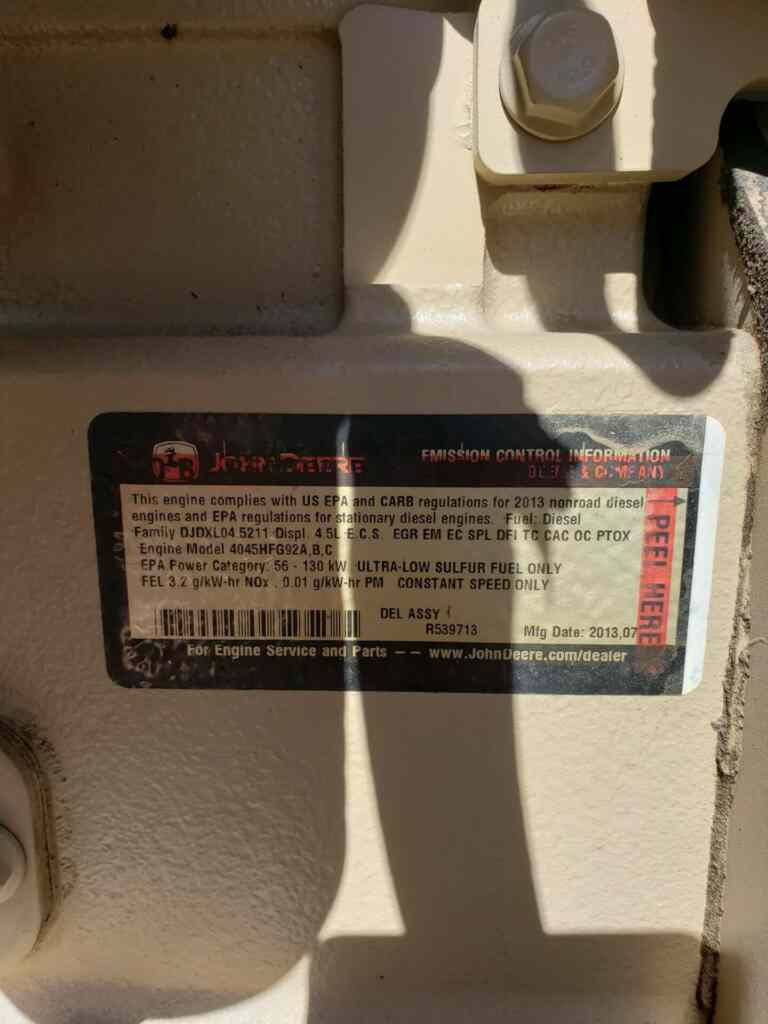 JOHN DEERE
EMISSION CONTROL INFORMATION
DEERE & COMPANY
This engine complies with US EPA and CARB regulations for 2013 nonroad diesel
engines and EPA regulations for stationary diesel engines. Fuel: Diesel
Family DJDXL04.5211 Displ. 4.5L E.C.S. EGR EM EC SPL DFI TC CAC OC PTOX
Engine Model 4045HFG92A,B,C
EPA Power Category: 56 - 130 kW ULTRA-LOW SULFUR FUEL ONLY
FEL 3.2 g/kW-hr NOx , 0.01 g/kW-hr PM CONSTANT SPEED ONLY
DEL ASSY
R539713
Mfg Date: 2013,07
For Engine Service and Parts -- www.JohnDeere.com/dealer
PEEL HERE